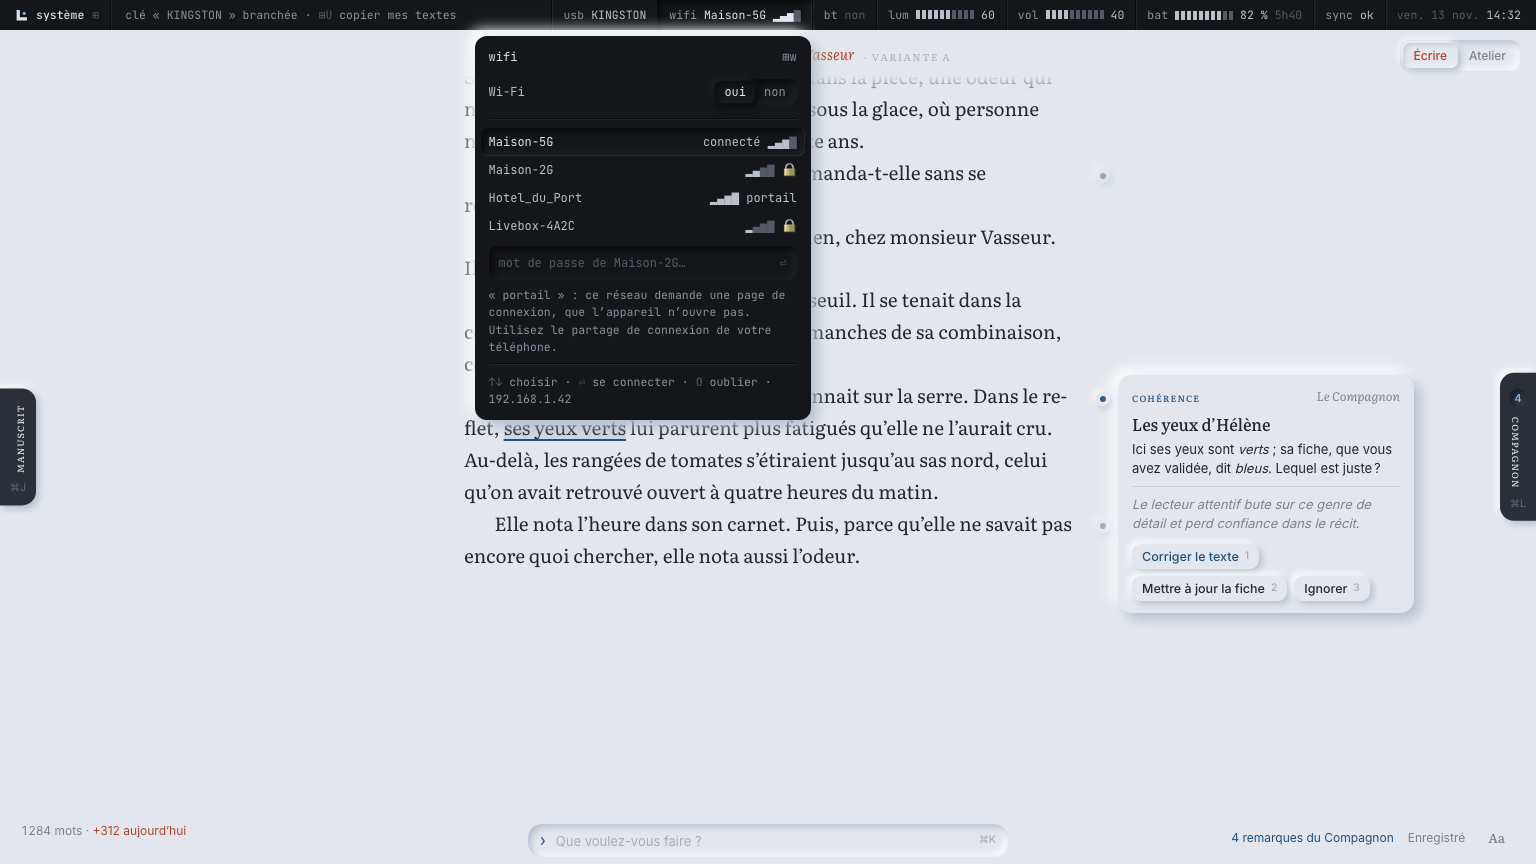 système ⊞ clé « KINGSTON » branchée · ⊞U copier mes textes usb KINGSTON wifi Maison-5G bt non lum 60 vol 40 bat 82 % 5h40 sync ok ven. 13 nov. 14:32
wifi ⊞W
Wi-Fi oui non
Maison-5G connecté
Maison-2G
Hotel_du_Port portail
Livebox-4A2C
mot de passe de Maison-2G… ⏎
« portail » : ce réseau demande une page de
connexion, que l’appareil n’ouvre pas.
Utilisez le partage de connexion de votre
téléphone.
↑↓ choisir · ⏎ se connecter · O oublier ·
192.168.1.42
asseur · VARIANTE A
Écrire Atelier
dans la pièce, une odeur qui
sous la glace, où personne
e ans.
manda-t-elle sans se
en, chez monsieur Vasseur.
seuil. Il se tenait dans la
manches de sa combinaison,
nnait sur la serre. Dans le re-
flet, ses yeux verts lui parurent plus fatigués qu’elle ne l’aurait cru.
Au-delà, les rangées de tomates s’étiraient jusqu’au sas nord, celui
qu’on avait retrouvé ouvert à quatre heures du matin.
Elle nota l’heure dans son carnet. Puis, parce qu’elle ne savait pas
encore quoi chercher, elle nota aussi l’odeur.
MANUSCRIT
⌘J
COHÉRENCE Le Compagnon
Les yeux d’Hélène
Ici ses yeux sont verts ; sa fiche, que vous
avez validée, dit bleus. Lequel est juste ?
Le lecteur attentif bute sur ce genre de
détail et perd confiance dans le récit.
Corriger le texte 1
Mettre à jour la fiche 2 Ignorer 3
4
COMPAGNON
⌘L
1284 mots · +312 aujourd’hui
› Que voulez-vous faire ? ⌘K
4 remarques du Compagnon Enregistré Aa